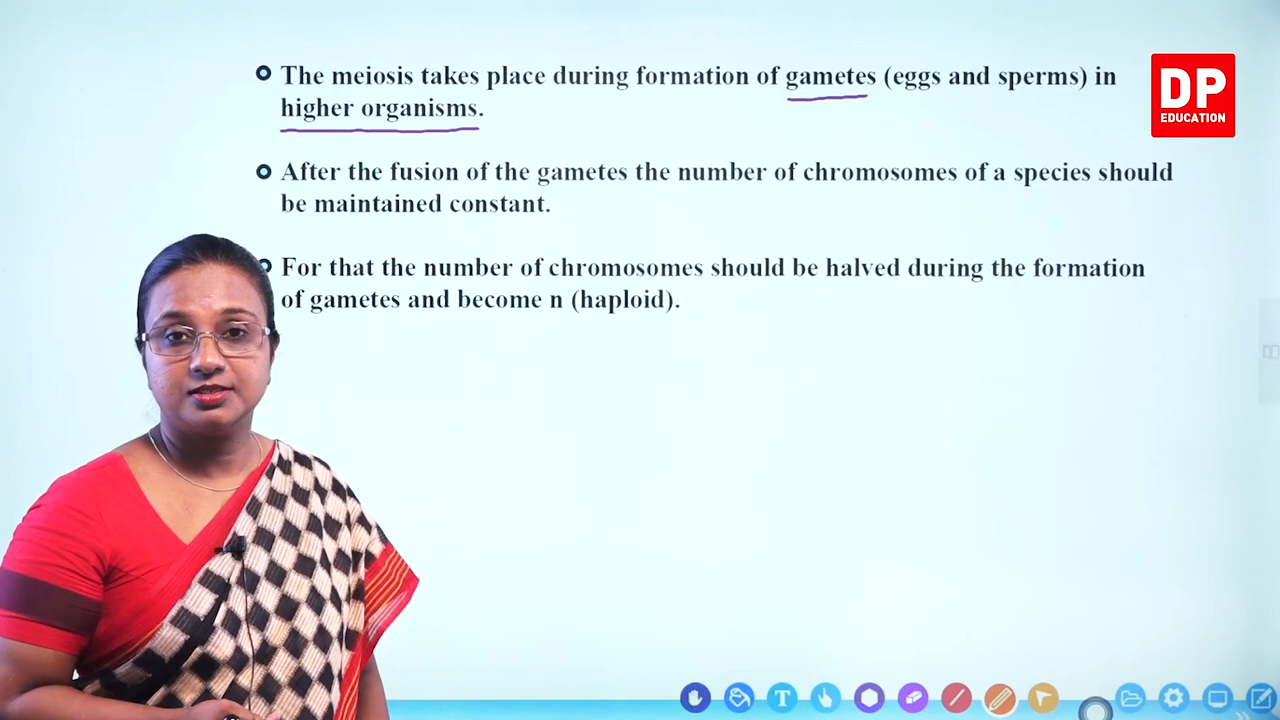 The meiosis takes place during formation of gametes (eggs and sperms) in
higher organisms.
After the fusion of the gametes the number of chromosomes of a species should
be maintained constant.
For that the number of chromosomes should be halved during the formation
of gametes and become n (haploid).
DP
EDUCATION
T